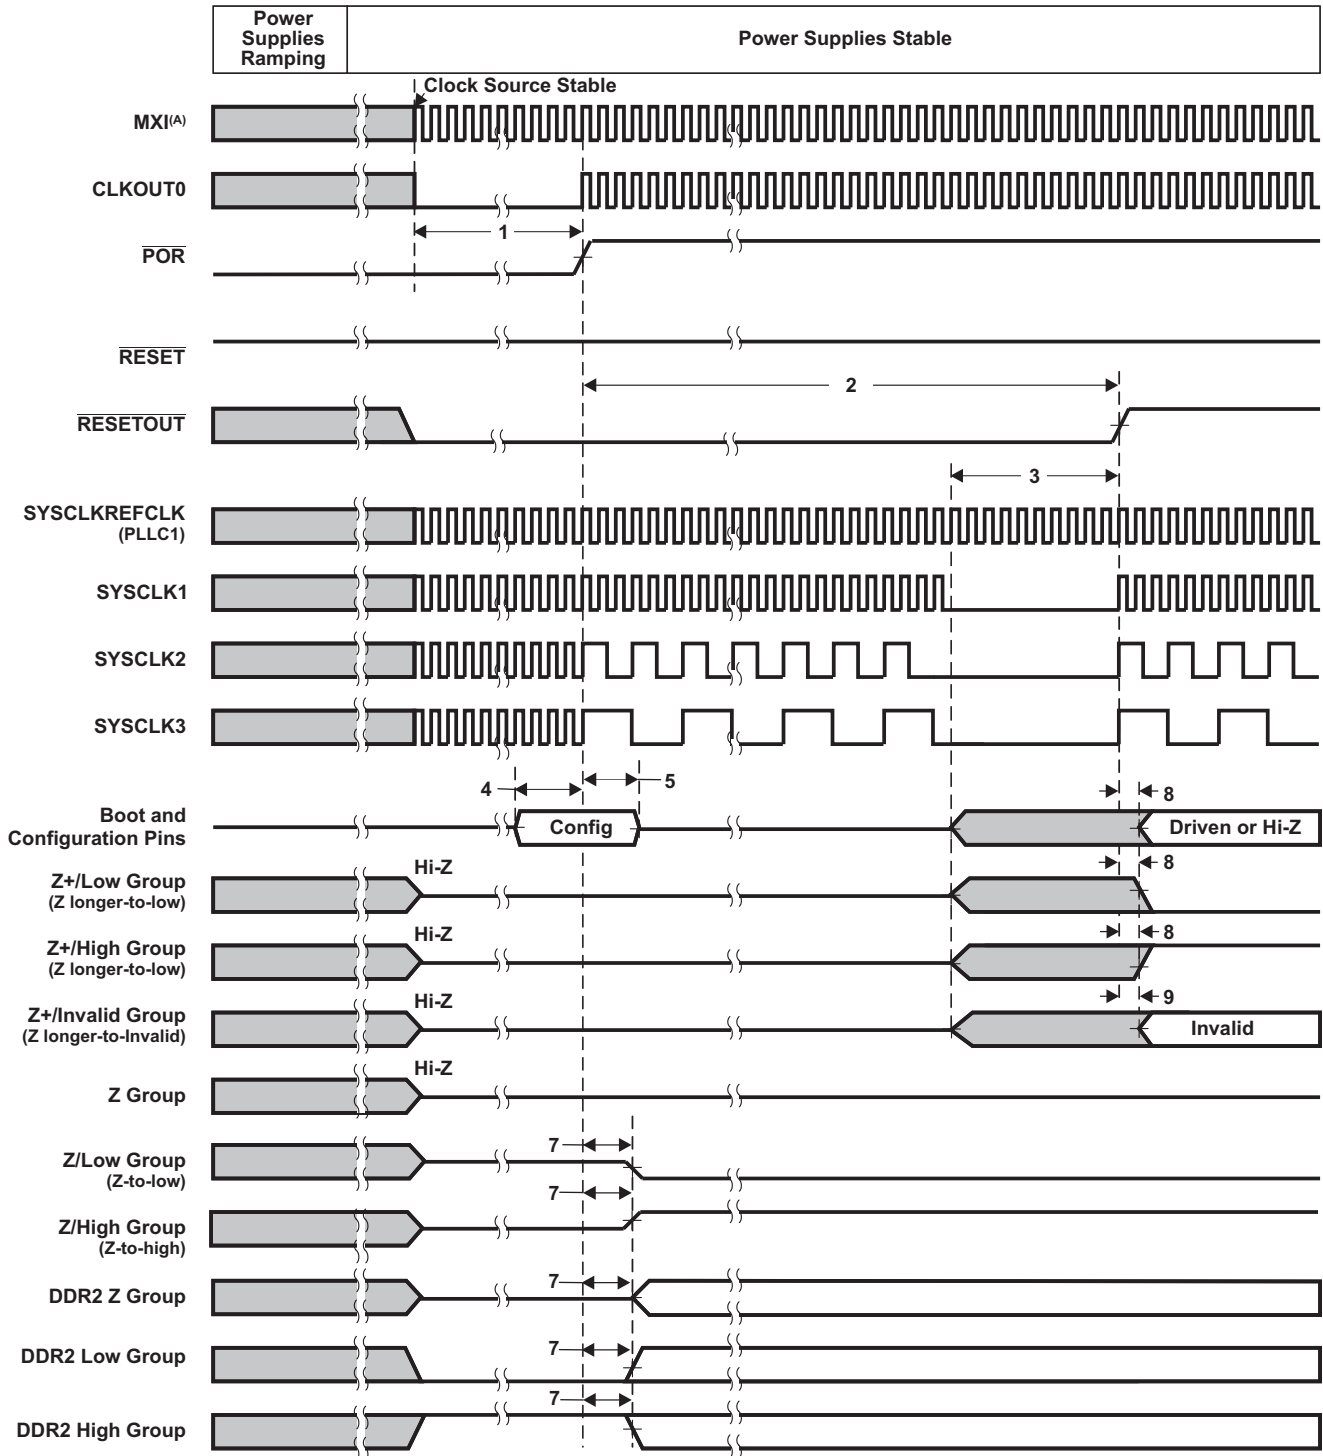 Power
Supplies
Ramping
Power Supplies Stable
Clock Source Stable
MXI(A)
CLKOUT0
1
POR
RESET
2
RESETOUT
3
SYSCLKREFCLK
(PLLC1)
SYSCLK1
SYSCLK2
SYSCLK3
4
5
8
Boot and
Configuration Pins
Config
Driven or Hi-Z
8
Hi-Z
Z+/Low Group
(Z longer-to-low)
8
Hi-Z
Z+/High Group
(Z longer-to-low)
9
Hi-Z
Z+/Invalid Group
(Z longer-to-Invalid)
Invalid
Hi-Z
Z Group
7
Z/Low Group
(Z-to-low)
7
Z/High Group
(Z-to-high)
7
DDR2 Z Group
7
DDR2 Low Group
7
DDR2 High Group